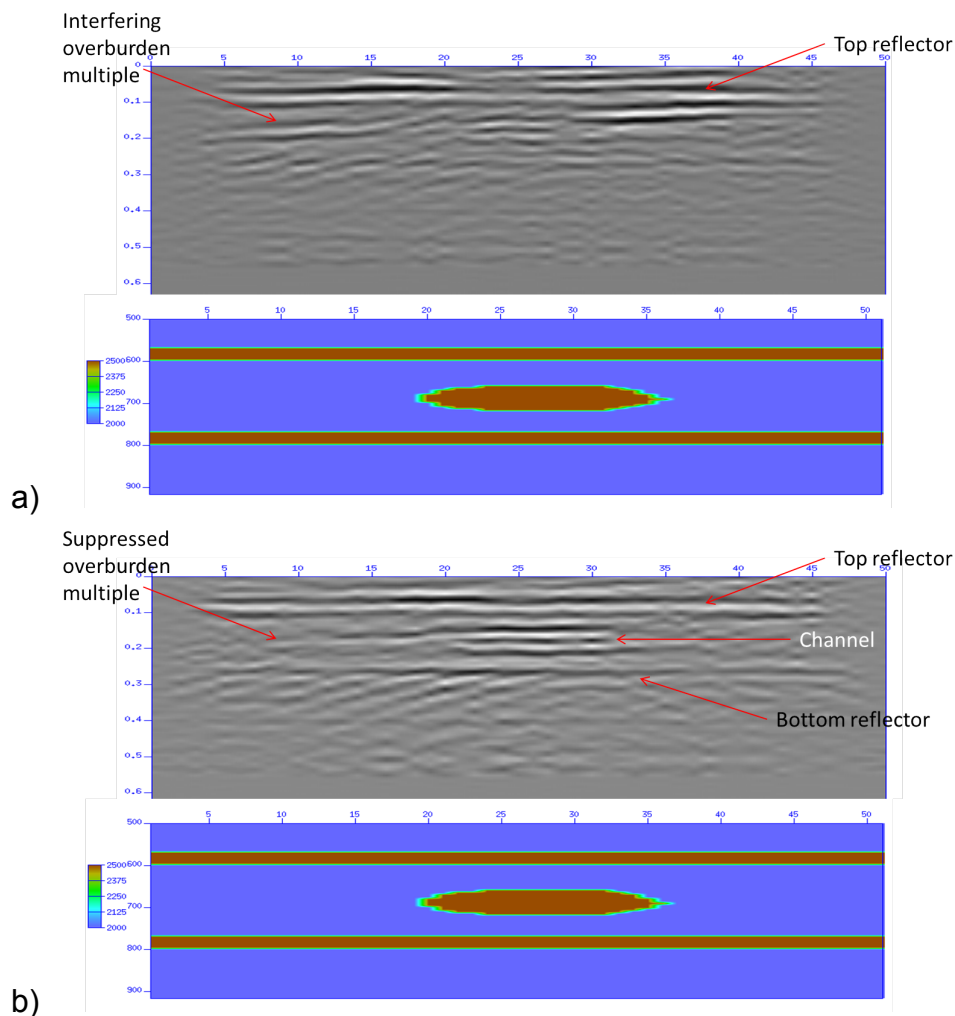 Interfering
overburden
multiple
Top reflector
0 5 10 15 20 25 30 35 40 45 50
0.1
0.2
0.3
0.4
0.5
0.6
5 10 15 20 25 30 35 40 45 50
500
600
700
800
900
2500
2375
2250
2125
2000
a)
Suppressed
overburden
multiple
Top reflector
0 5 10 15 20 25 30 35 40 45 50
0.1
Channel
0.2
0.3
Bottom reflector
0.4
0.5
0.6
5 10 15 20 25 30 35 40 45 50
500
600
700
800
900
2500
2375
2250
2125
2000
b)